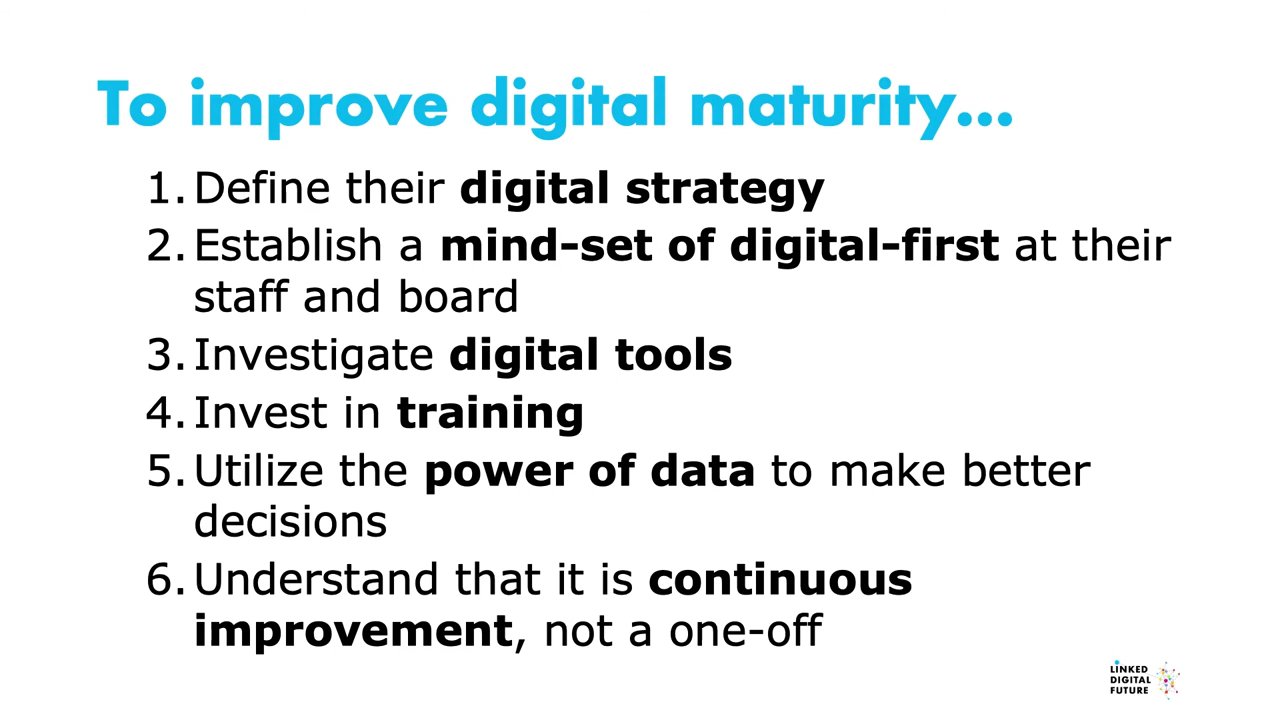 To improve digital maturity...
1. Define their digital strategy
2. Establish a mind-set of digital-first at their
staff and board
3. Investigate digital tools
4. Invest in training
5. Utilize the power of data to make better
decisions
6. Understand that it is continuous
improvement, not a one-off
LINKED
DIGITAL
FUTURE